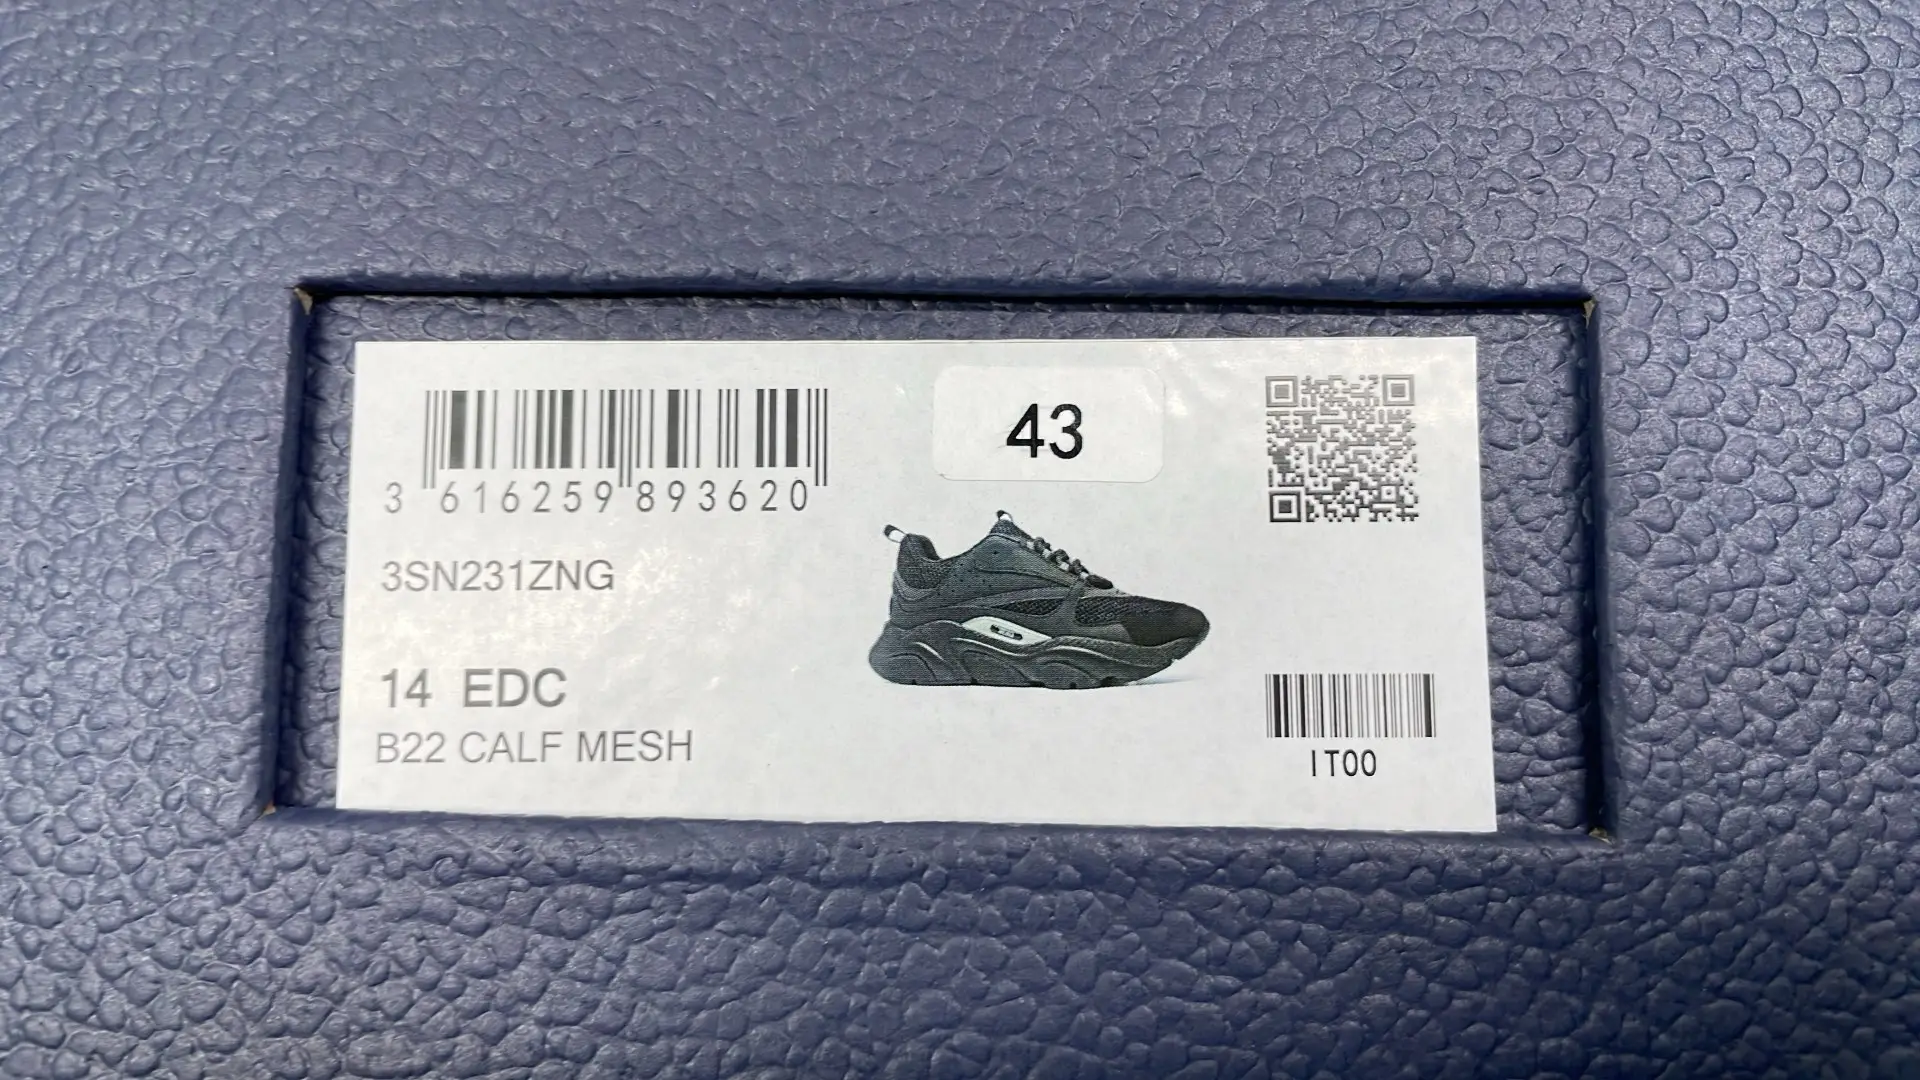 43
3 616259 893620
3SN231ZNG
14 EDC
B22 CALF MESH
IT00